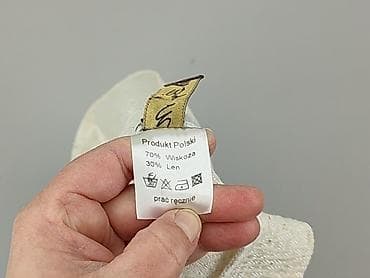 Produkt Polski
70% Wiskoza
30% Len
prać ręcznie